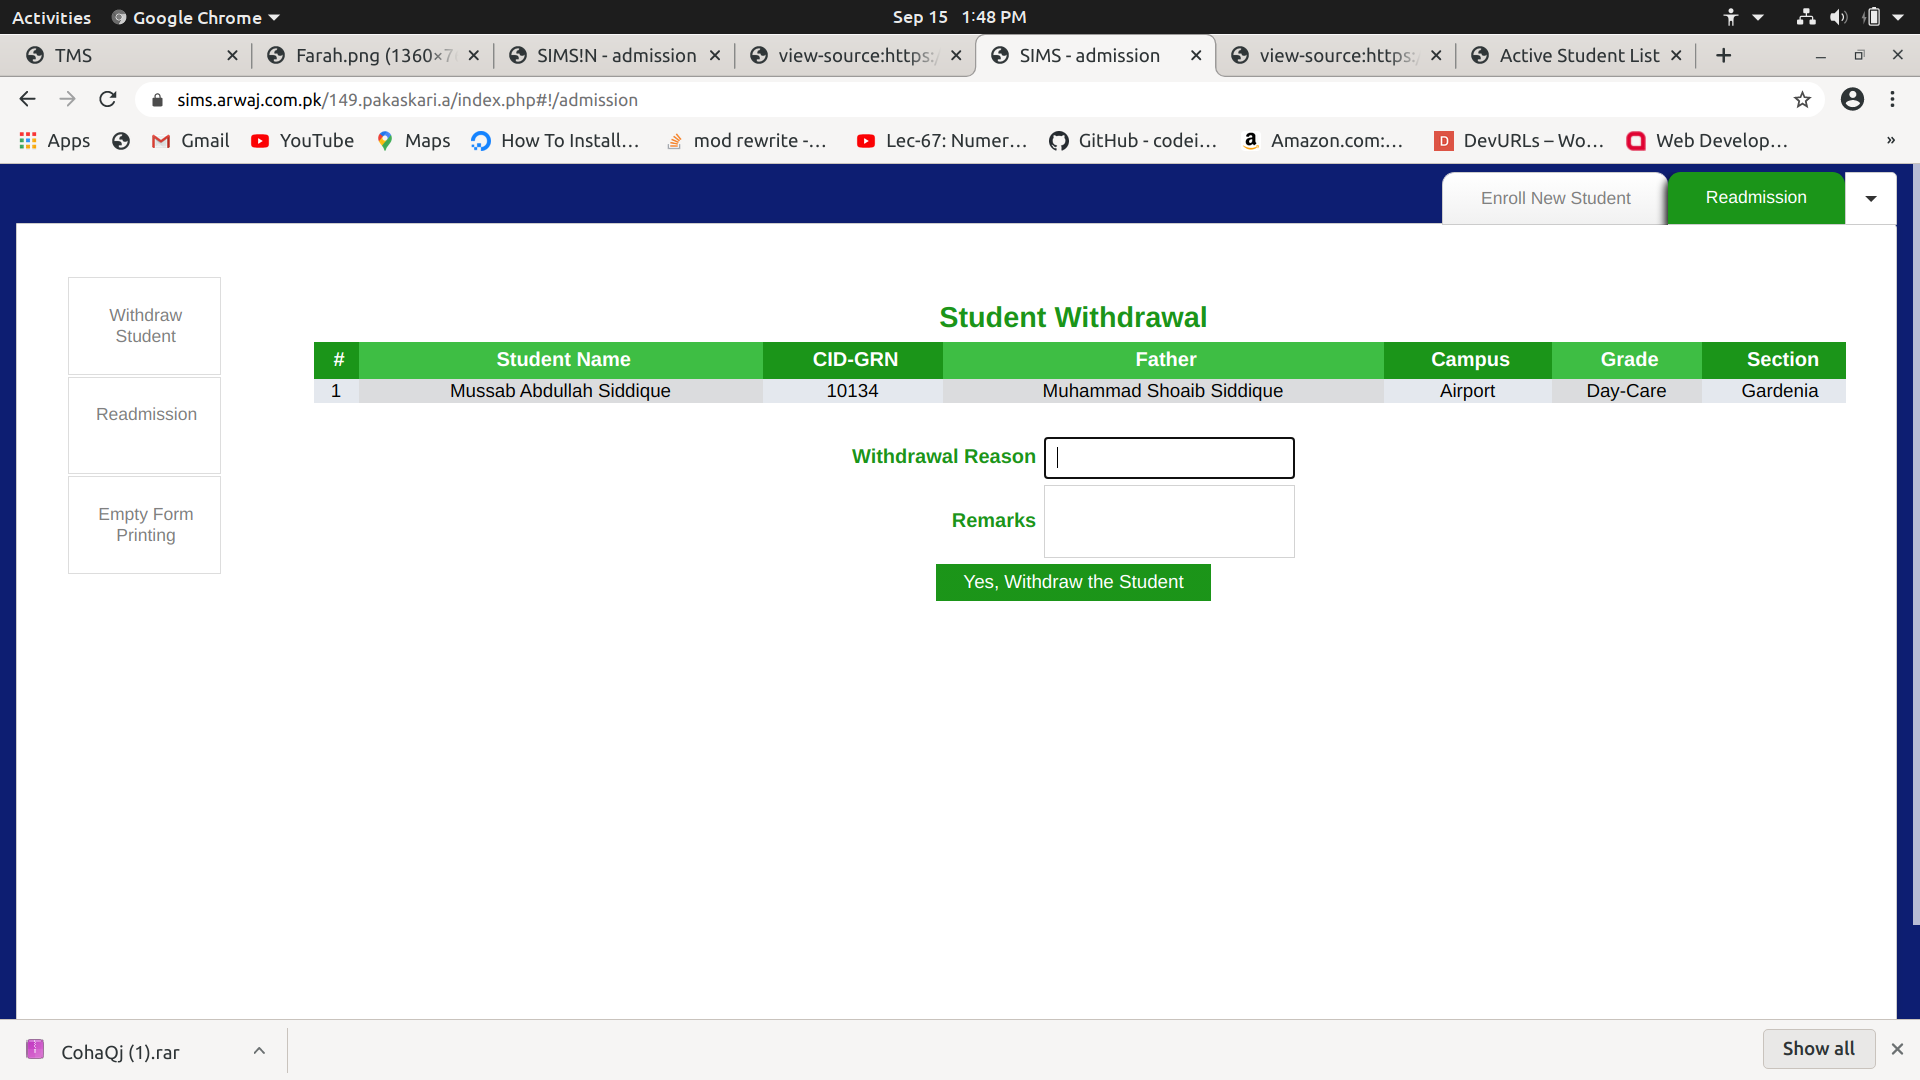 Activities Google Chrome Sep 15 1:48 PM
TMS Farah.png (1360×7 SIMS!N - admission view-source:https:/ SIMS - admission view-source:https:/ Active Student List
sims.arwaj.com.pk/149.pakaskari.a/index.php#!/admission
Apps Gmail YouTube Maps How To Install… mod rewrite -… Lec-67: Numer… GitHub - codei… Amazon.com:… DevURLs – Wo… Web Develop… »
Enroll New Student Readmission
Withdraw
Student
Readmission
Empty Form
Printing
Student Withdrawal
# Student Name CID-GRN Father Campus Grade Section
1 Mussab Abdullah Siddique 10134 Muhammad Shoaib Siddique Airport Day-Care Gardenia
Withdrawal Reason
Remarks
Yes, Withdraw the Student
CohaQj (1).rar Show all